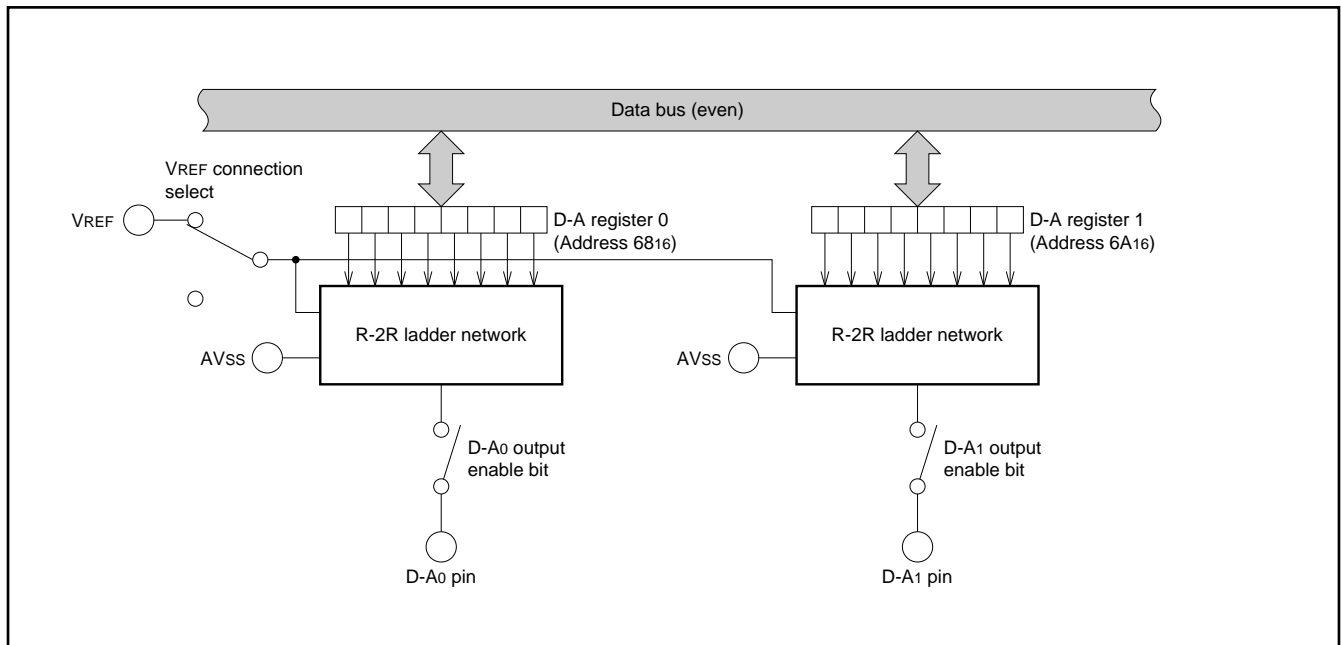 Data bus (even)
VREF connection
select
VREF
D-A register 0
(Address 6816)
D-A register 1
(Address 6A16)
R-2R ladder network
R-2R ladder network
AVSS
AVSS
D-A0 output
enable bit
D-A1 output
enable bit
D-A0 pin
D-A1 pin